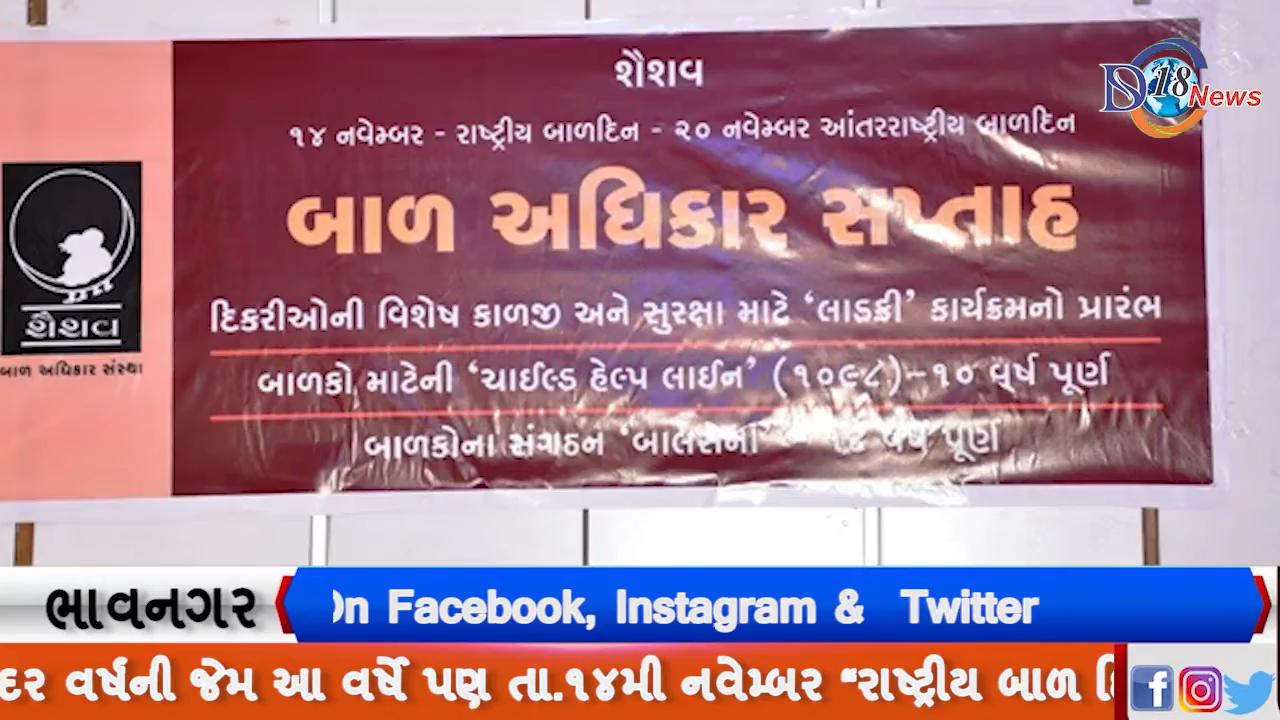 શૈશવ
૧૪ નવેમ્બર - રાષ્ટ્રીય બાળદિન - ૨૦ નવેમ્બર આંતરરાષ્ટ્રીય બાળદિન
બાળ અધિકાર સપ્તાહ
દિકરીઓની વિશેષ કાળજી અને સુરક્ષા માટે ‘લાડક્રી’ કાર્યક્રમનો પ્રારંભ
બાળકો માટેની ‘ચાઈલ્ડ હેલ્પ લાઈન’ (૧૦૯૮)-૧૦ વર્ષ પૂર્ણ
બાળકોના સંગઠન ‘બાલસેના’ - વર્ષ પૂર્ણ
શૈશવ
બાળ અધિકાર સંસ્થા
D18 News
ભાવનગર
On Facebook, Instagram & Twitter
દર વર્ષની જેમ આ વર્ષે પણ તા.૧૪મી નવેમ્બર “રાષ્ટ્રીય બાળ